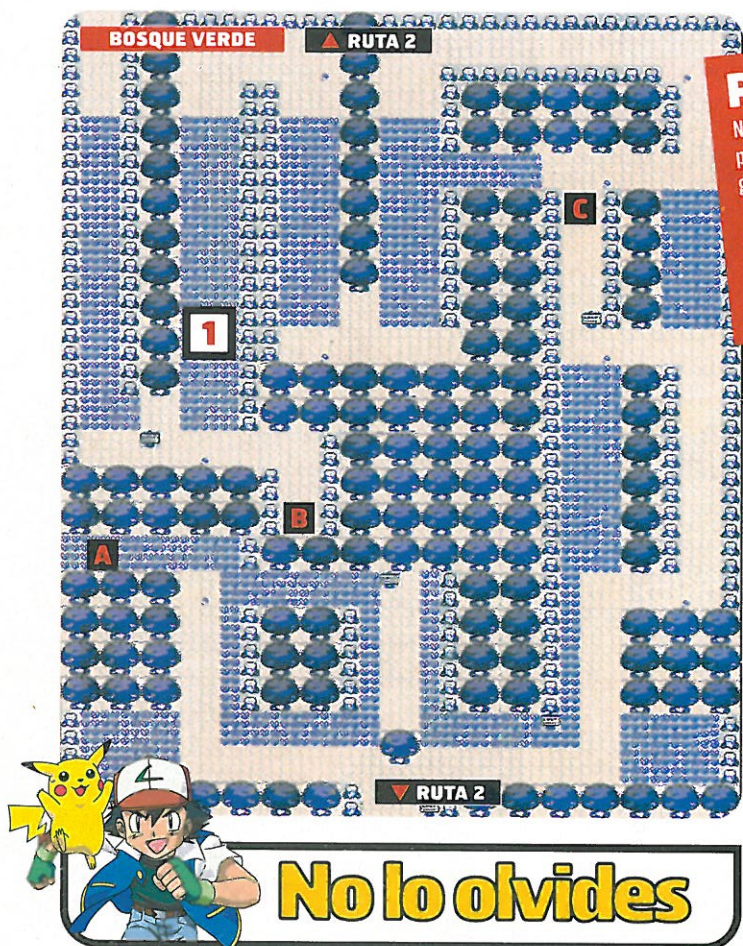 BOSQUE VERDE
▲ RUTA 2
C
1
B
A
▼ RUTA 2
No lo olvides